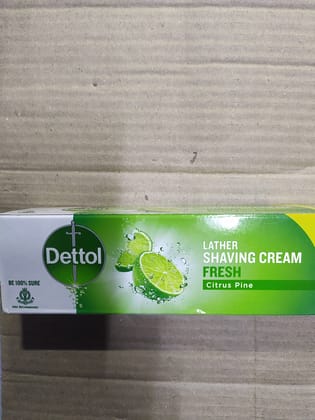 Dettol
BE 100% SURE
LATHER
SHAVING CREAM
FRESH
Citrus Pine